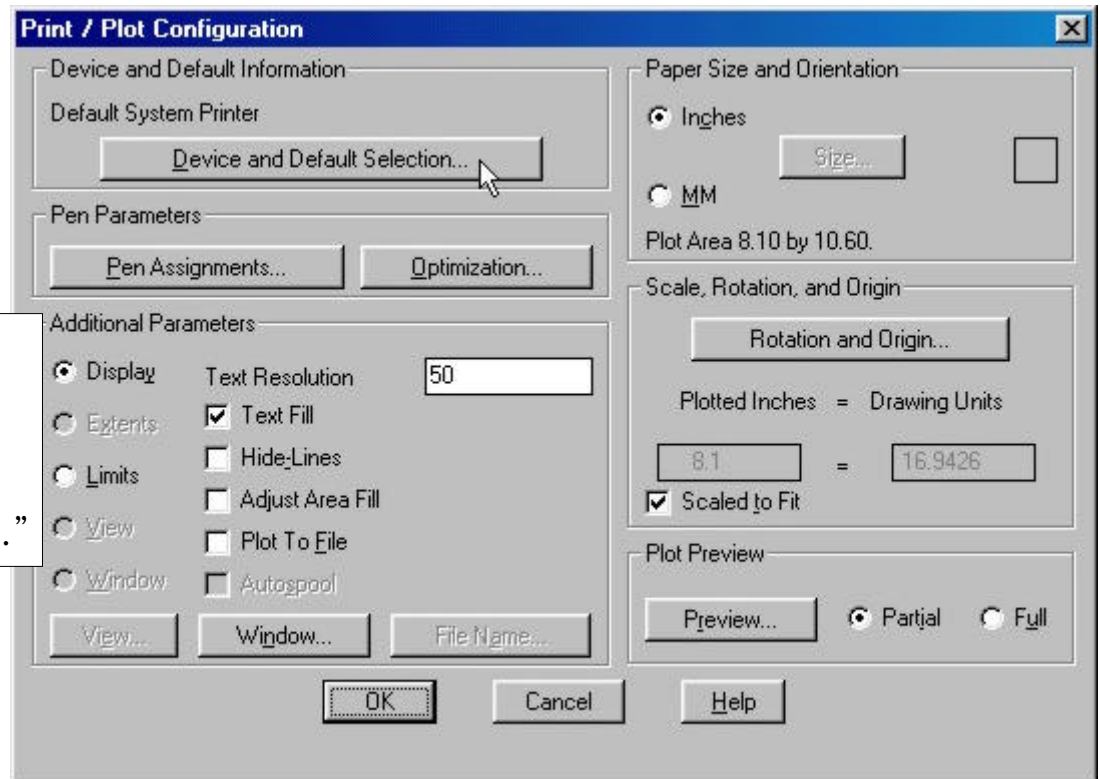 Print / Plot Configuration
Device and Default Information
Default System Printer
Device and Default Selection...
Pen Parameters
Pen Assignments...
Optimization...
Additional Parameters
Display
Extents
Limits
View
Window
Text Resolution
50
Text Fill
Hide-Lines
Adjust Area Fill
Plot To File
Autospool
View...
Window...
File Name...
.”
Paper Size and Orientation
Inches
Size...
MM
Plot Area 8.10 by 10.60.
Scale, Rotation, and Origin
Rotation and Origin...
Plotted Inches = Drawing Units
8.1 = 16.9426
Scaled to Fit
Plot Preview
Preview...
Partial
Full
OK
Cancel
Help